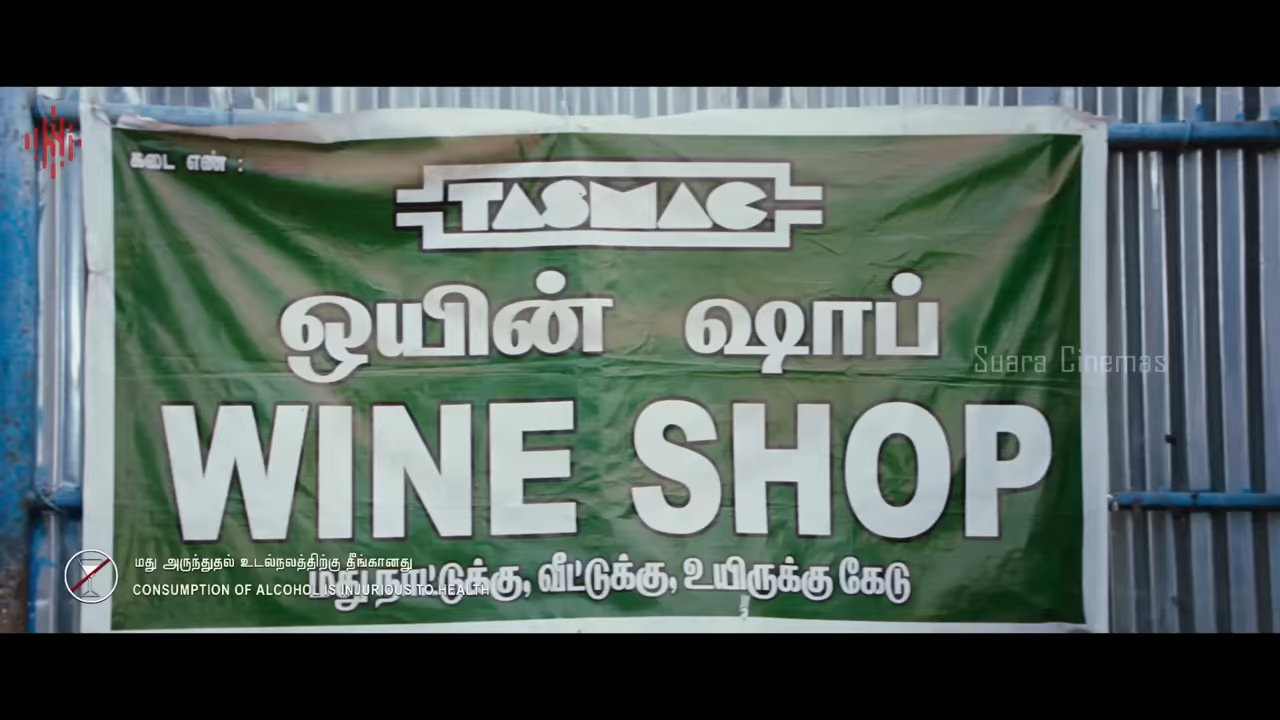 கடை எண் :
TASMAC
ஒயின் ஷாப்
Suara Cinemas
WINE SHOP
மது அருந்துதல் உடல்நலத்திற்கு தீங்கானது
மது நாட்டுக்கு, வீட்டுக்கு, உயிருக்கு கேடு
CONSUMPTION OF ALCOHOL IS INJURIOUS TO HEALTH